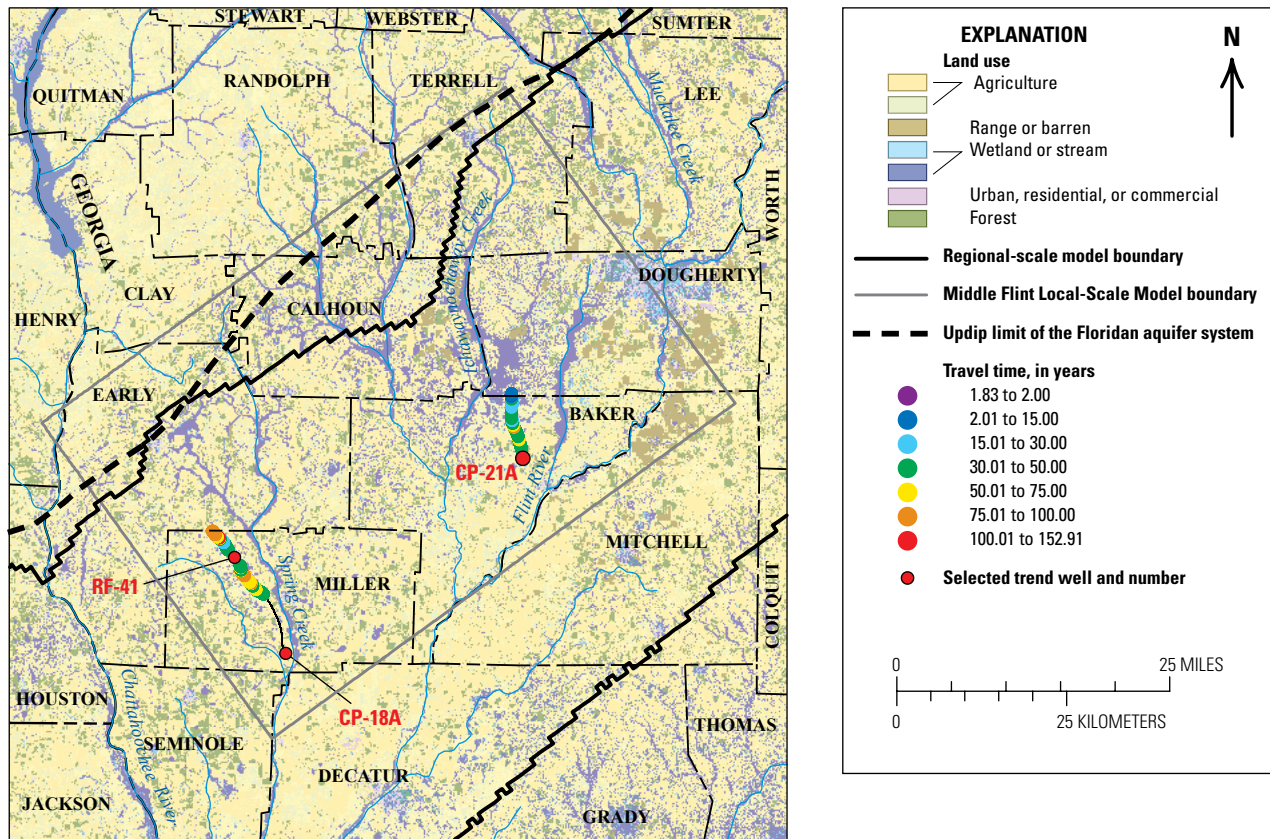 STEWART
WEBSTER
SUMTER
QUITMAN
RANDOLPH
TERRELL
LEE
Muckalee Creek
GEORGIA
WORTH
CLAY
CALHOUN
Ichawaynochaway Creek
DOUGHERTY
HENRY
EARLY
BAKER
CP-21A
Flint River
MITCHELL
RF-41
MILLER
Spring Creek
COLQUIT
HOUSTON
Chattahoochee River
CP-18A
SEMINOLE
THOMAS
DECATUR
JACKSON
GRADY
EXPLANATION
N
Land use
Agriculture
Range or barren
Wetland or stream
Urban, residential, or commercial
Forest
Regional-scale model boundary
Middle Flint Local-Scale Model boundary
Updip limit of the Floridan aquifer system
Travel time, in years
1.83 to 2.00
2.01 to 15.00
15.01 to 30.00
30.01 to 50.00
50.01 to 75.00
75.01 to 100.00
100.01 to 152.91
Selected trend well and number
0 25 MILES
0 25 KILOMETERS